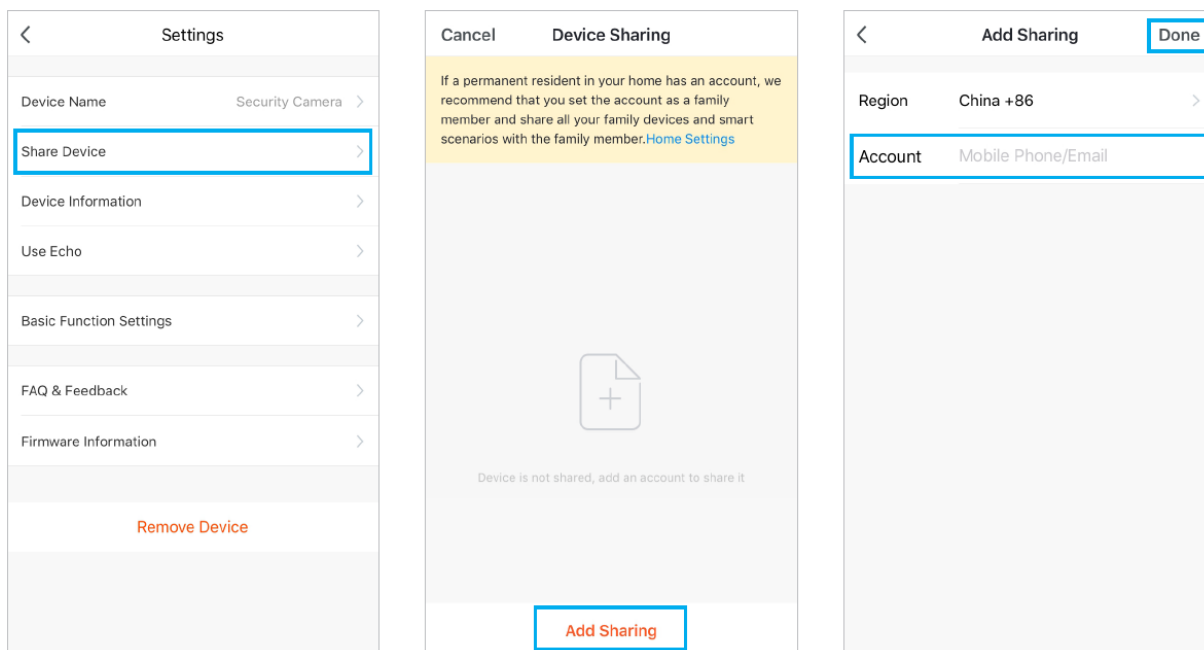 Settings
Device Name Security Camera
Share Device
Device Information
Use Echo
Basic Function Settings
FAQ & Feedback
Firmware Information
Remove Device
Cancel Device Sharing
If a permanent resident in your home has an account, we
recommend that you set the account as a family
member and share all your family devices and smart
scenarios with the family member.Home Settings
Device is not shared, add an account to share it
Add Sharing
Add Sharing Done
Region China +86
Account Mobile Phone/Email